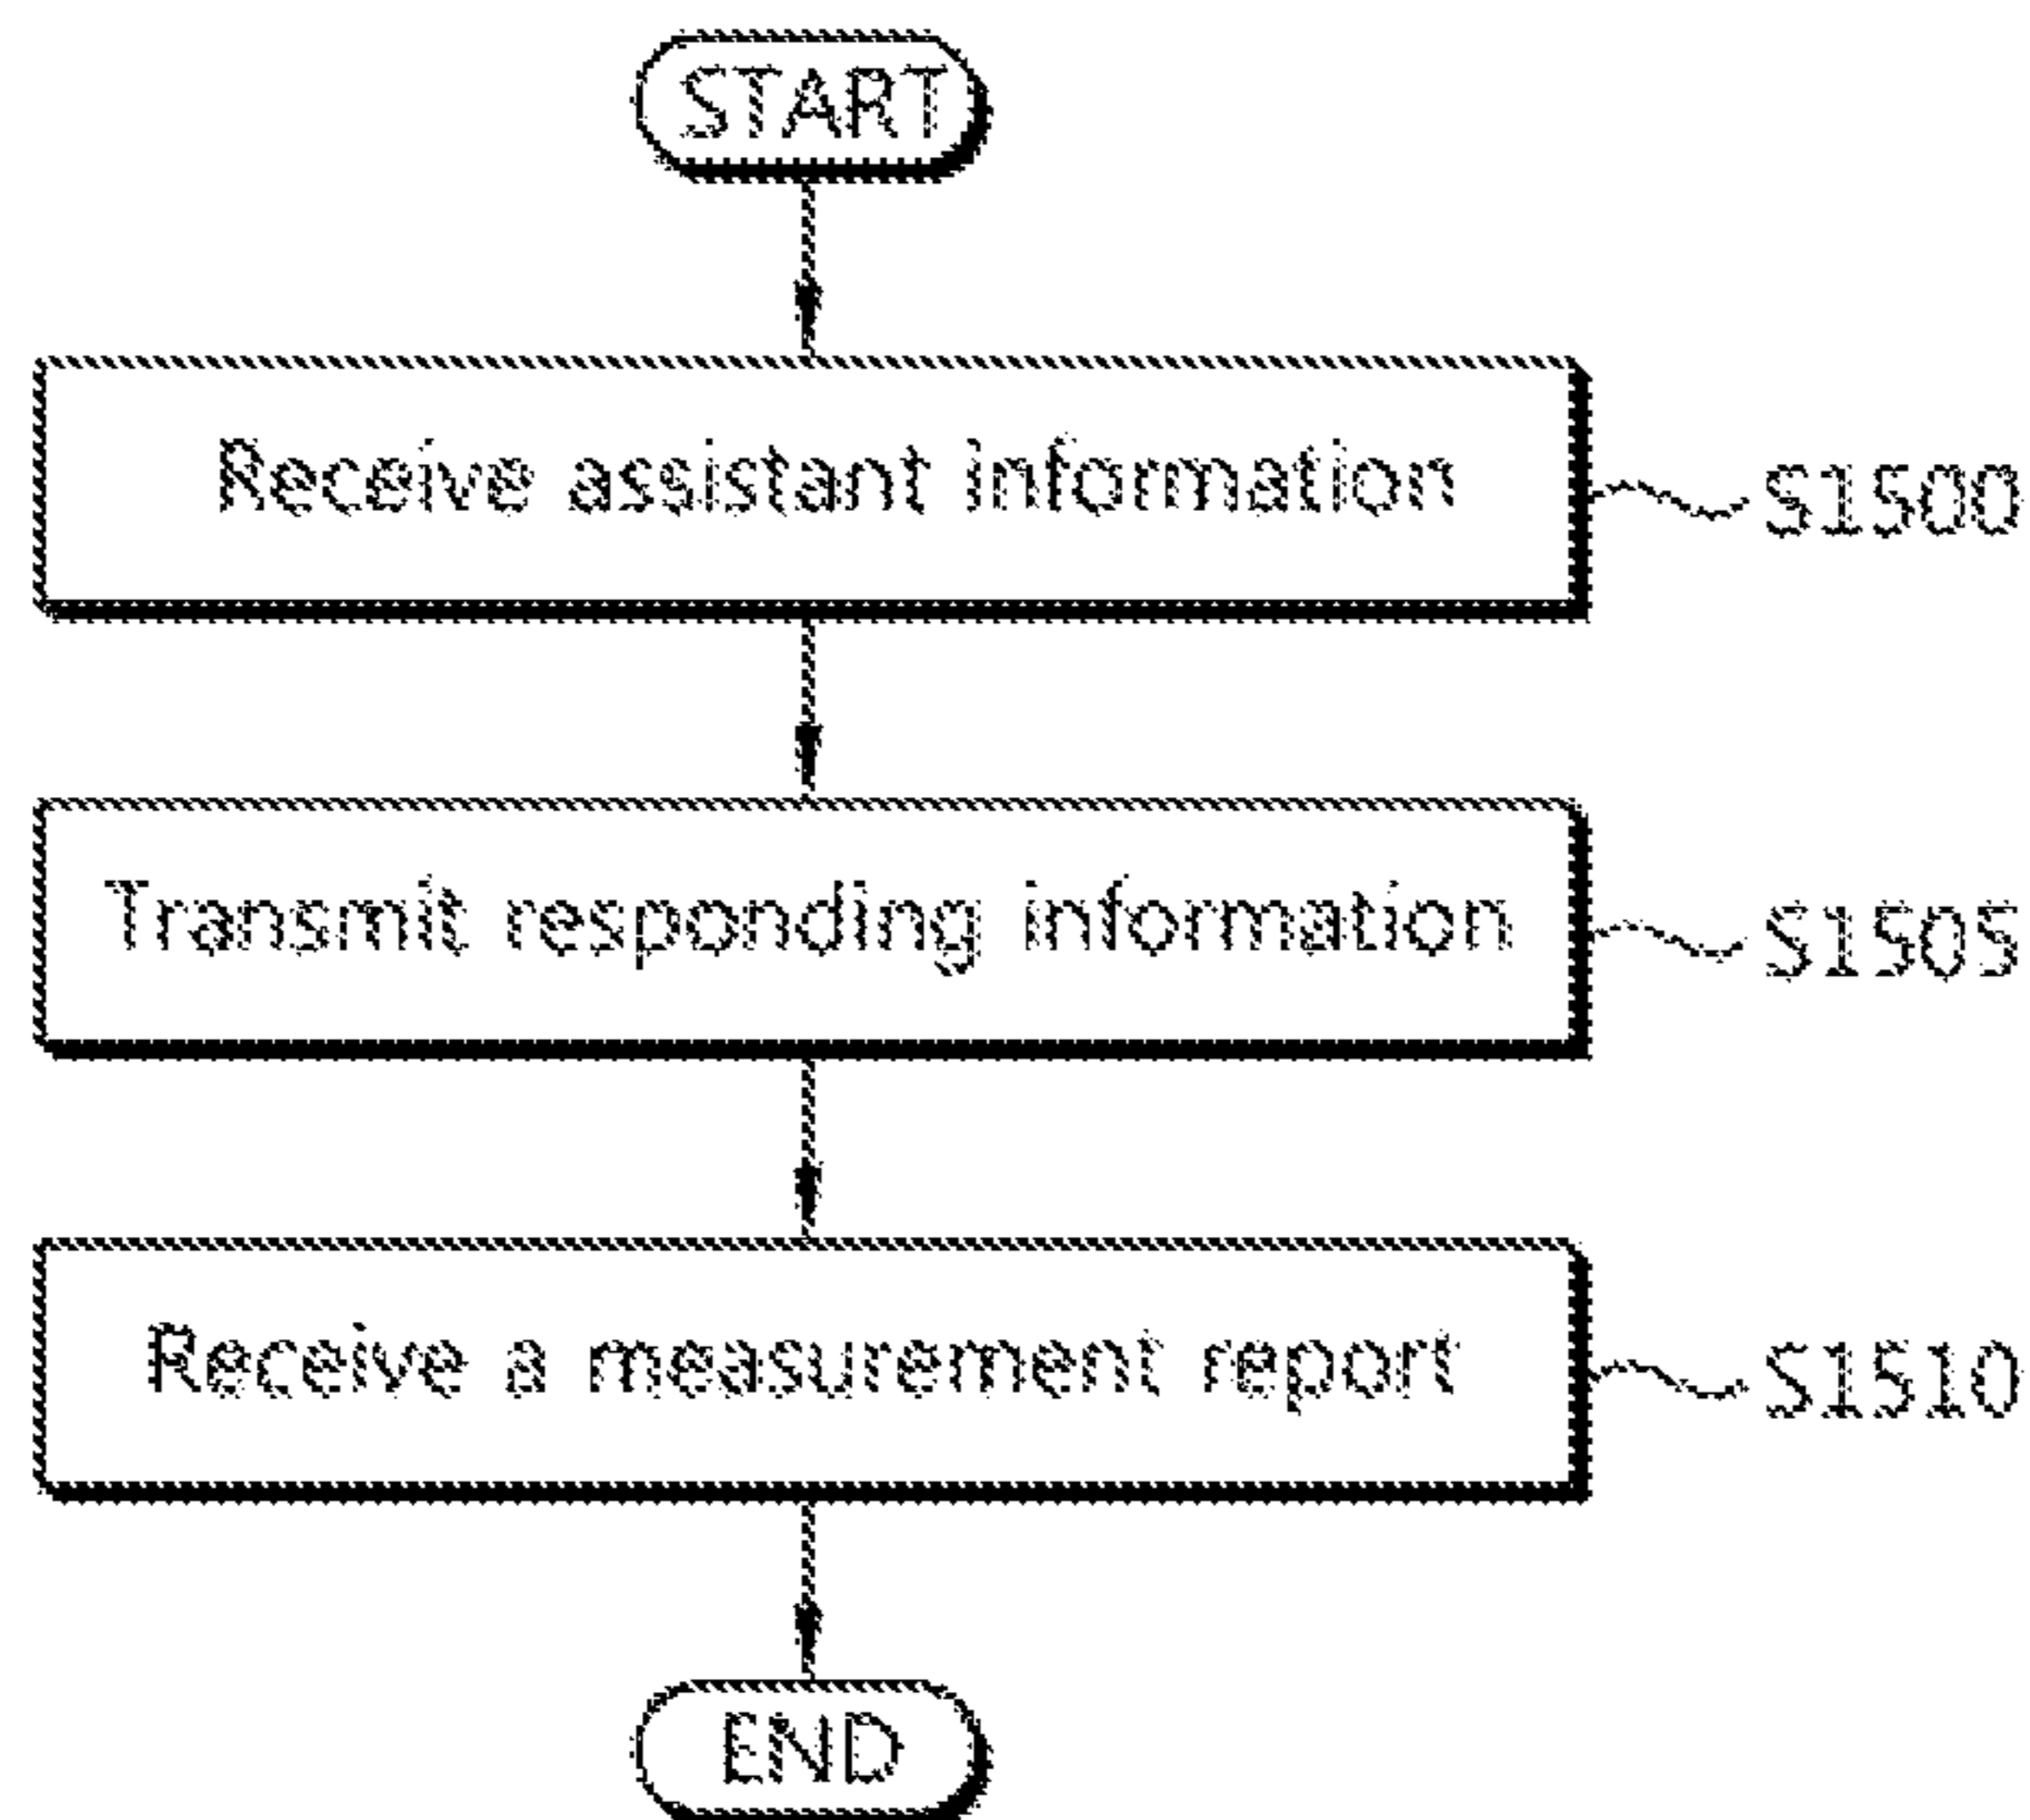 START
Receive assistant information
S1500
Transmit responding information
S1505
Receive a measurement report
S1510
END